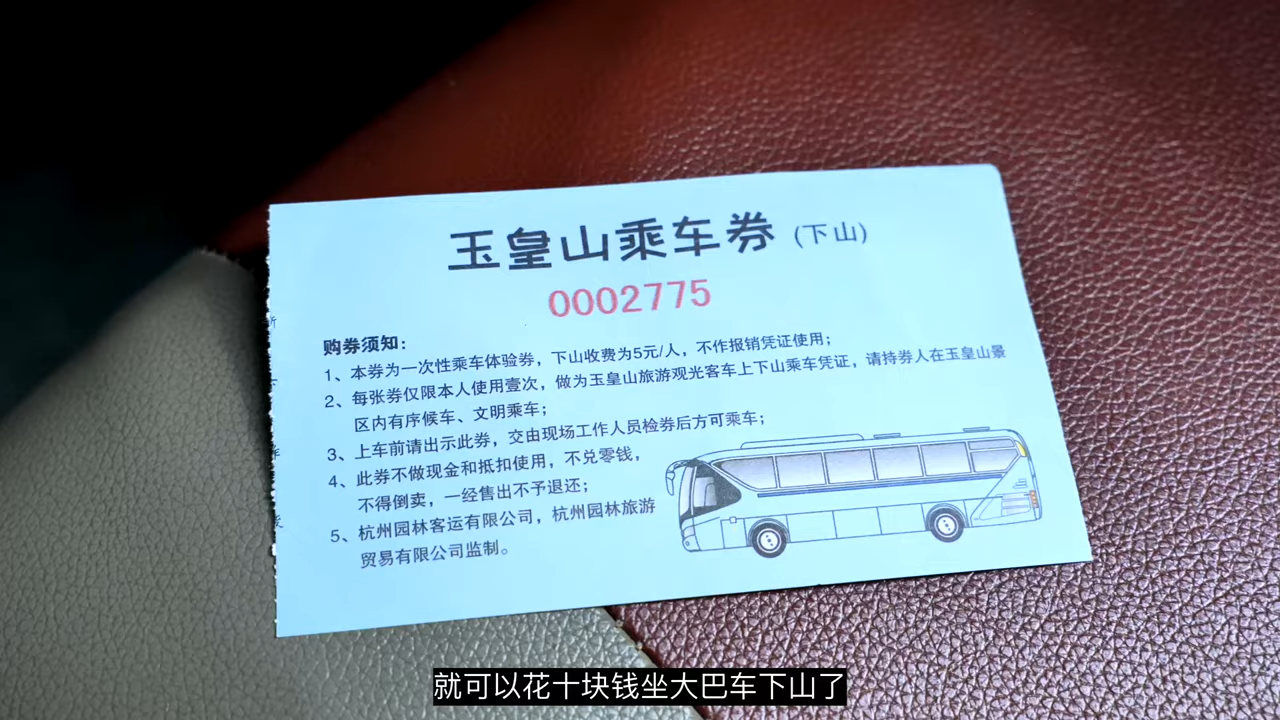 玉皇山乘车券 (下山)
0002775
购券须知：
1、本券为一次性乘车体验券，下山收费为5元/人，不作报销凭证使用；
2、每张券仅限本人使用壹次，做为玉皇山旅游观光客车上下山乘车凭证，请持券人在玉皇山景
区内有序候车、文明乘车；
3、上车前请出示此券，交由现场工作人员检券后方可乘车；
4、此券不做现金和抵扣使用，不兑零钱，
不得倒卖，一经售出不予退还；
5、杭州园林客运有限公司，杭州园林旅游
贸易有限公司监制。
就可以花十块钱坐大巴车下山了